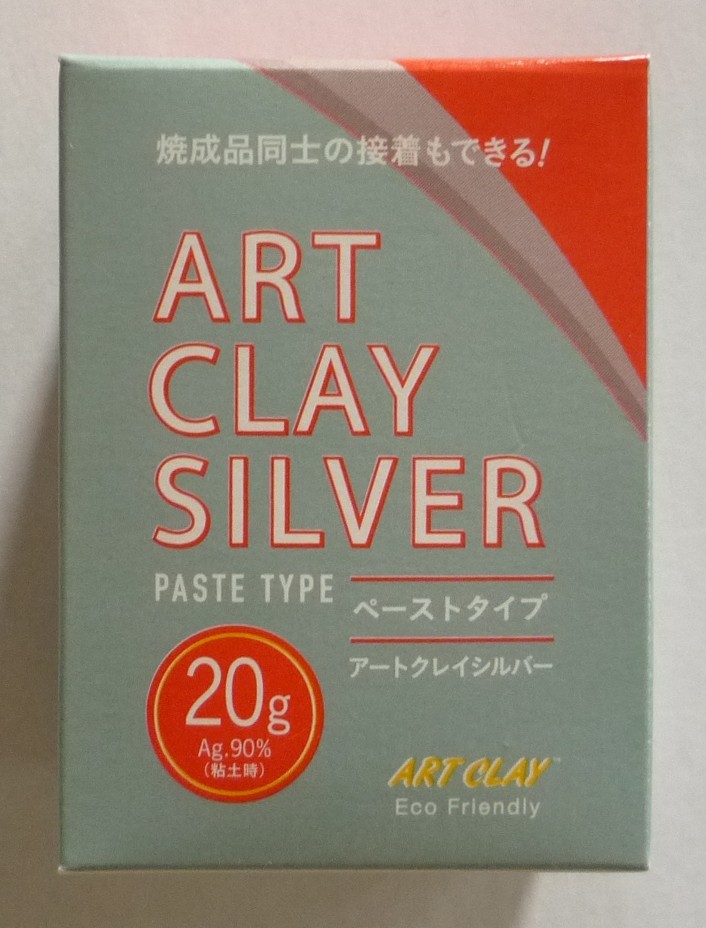 焼成品同士の接着もできる!
ART
CLAY
SILVER
PASTE TYPE
ペーストタイプ
アートクレイシルバー
20g
Ag.90%
(粘土時)
ART CLAY™
Eco Friendly